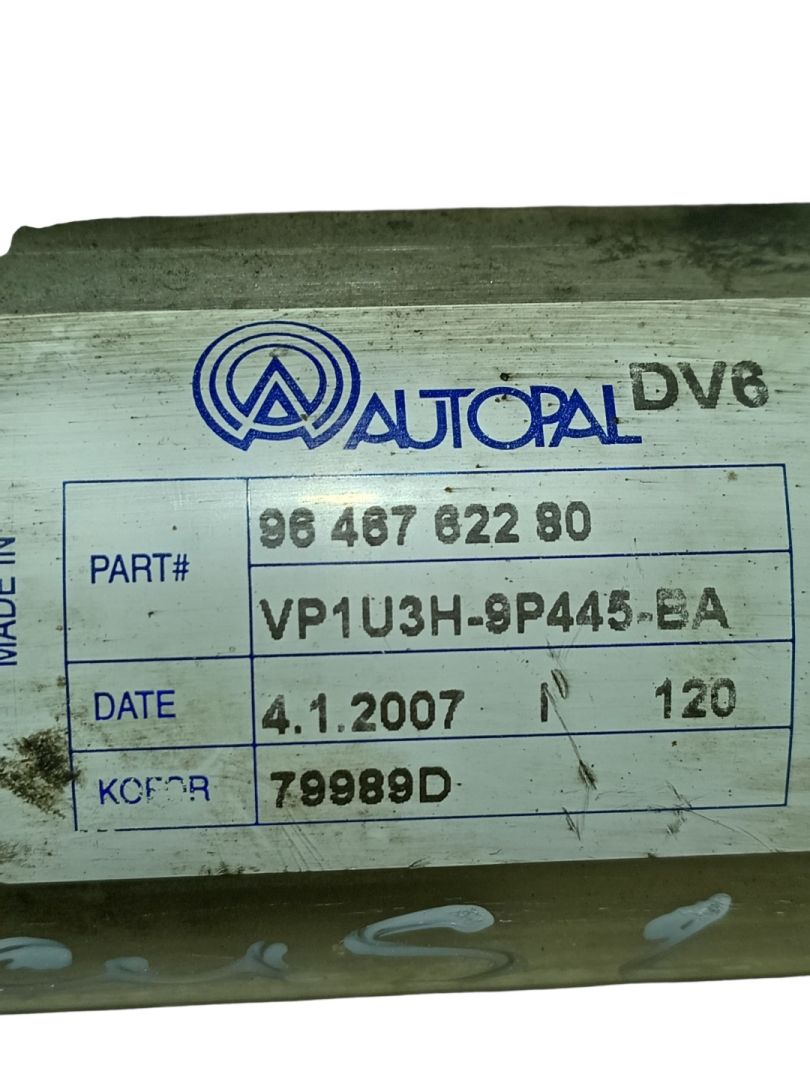 AUTOPAL DV6
MADE IN
PART# 96 467 622 80
VP1U3H-9P445-BA
DATE 4.1.2007 I 120
79989D